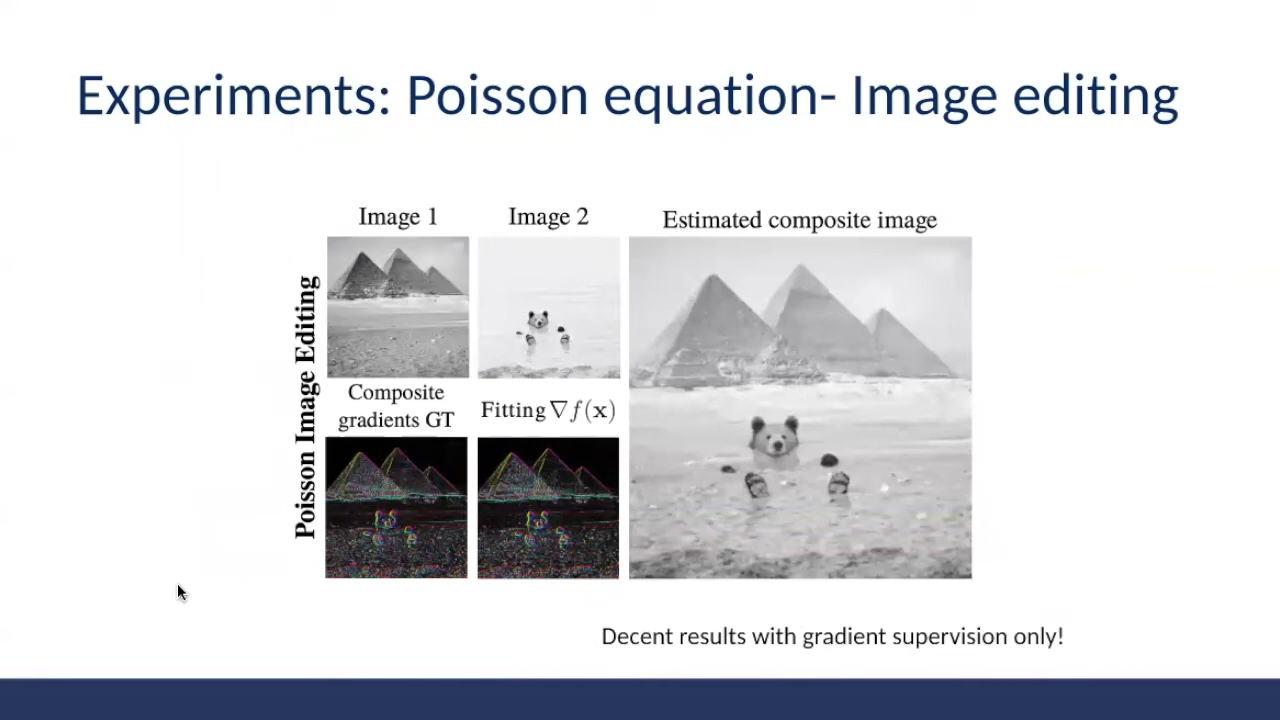 Experiments: Poisson equation- Image editing
Poisson Image Editing
Image 1
Image 2
Estimated composite image
Composite
gradients GT
Fitting ∇f(x)
Decent results with gradient supervision only!